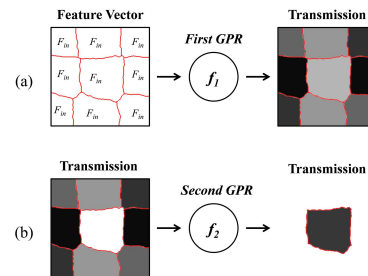 Feature Vector
Transmission
First GPR
(a)
F_in F_in F_in
F_in F_in F_in
F_in F_in F_in
f_1
Transmission
Transmission
Second GPR
(b)
f_2